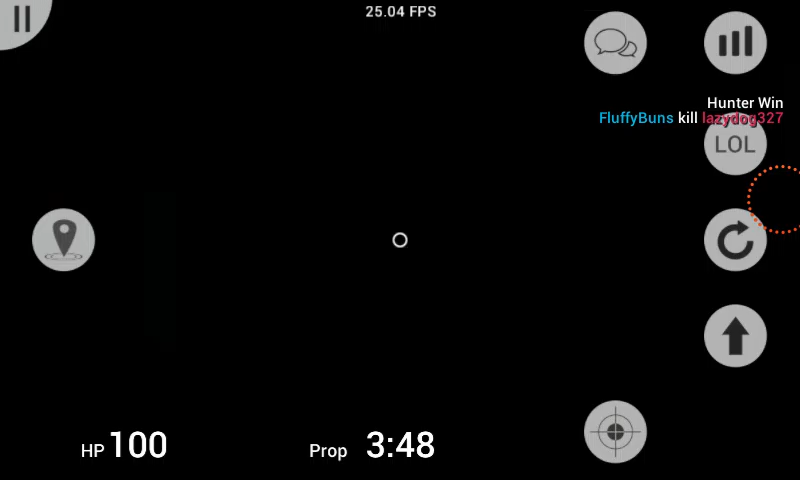 25.04 FPS
Hunter Win
FluffyBuns kill lazydog327
LOL
HP 100
Prop 3:48